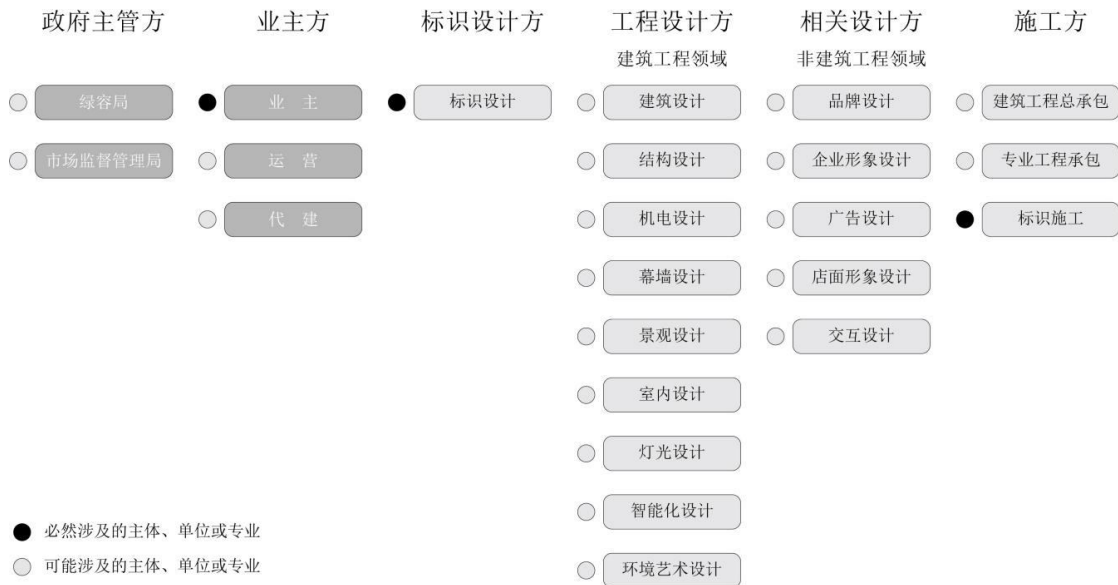 政府主管方 业主方 标识设计方 工程设计方 相关设计方 施工方
建筑工程领域 非建筑工程领域
绿容局 业 主 标识设计 建筑设计 品牌设计 建筑工程总承包
市场监督管理局 运 营 结构设计 企业形象设计 专业工程承包
代 建 机电设计 广告设计 标识施工
幕墙设计 店面形象设计
景观设计 交互设计
室内设计
灯光设计
智能化设计
必然涉及的主体、单位或专业
可能涉及的主体、单位或专业 环境艺术设计